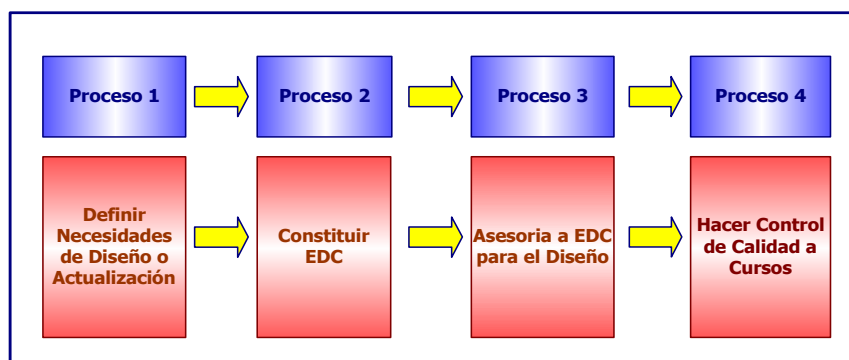 Proceso 1
Proceso 2
Proceso 3
Proceso 4
Definir
Necesidades
de Diseño o
Actualización
Constituir
EDC
Asesoria a EDC
para el Diseño
Hacer Control
de Calidad a
Cursos